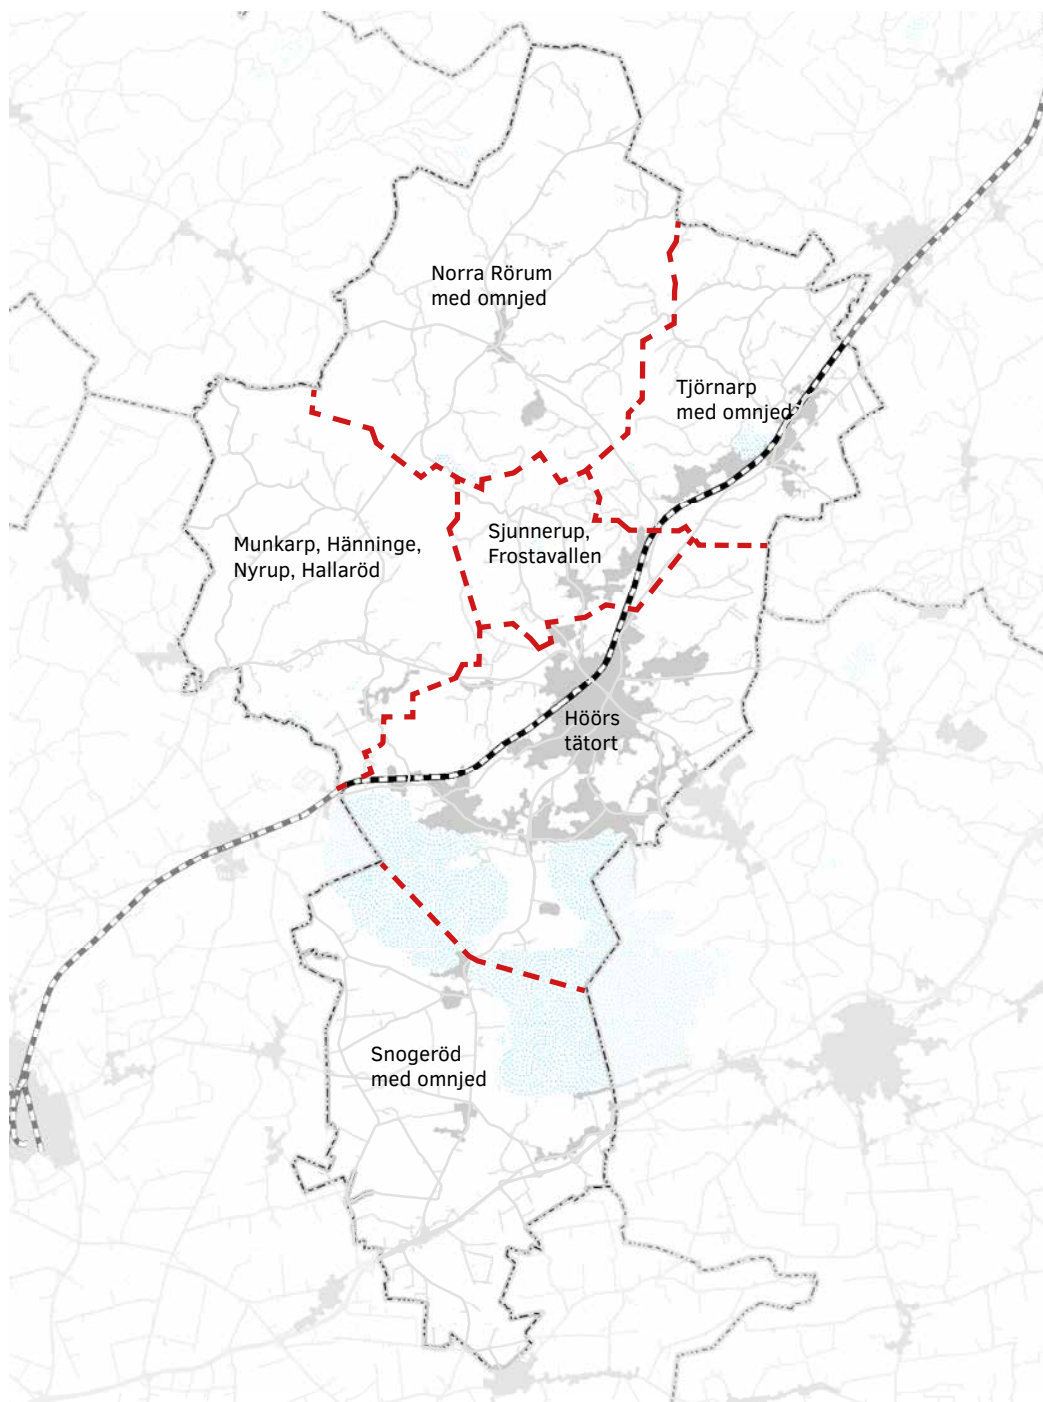 Norra Rörum
med omnjed
Tjörnarp
med omnjed
Sjunnerup,
Frostavallen
Munkarp, Hänninge,
Nyrup, Hallaröd
Höörs
tätort
Snogeröd
med omnjed